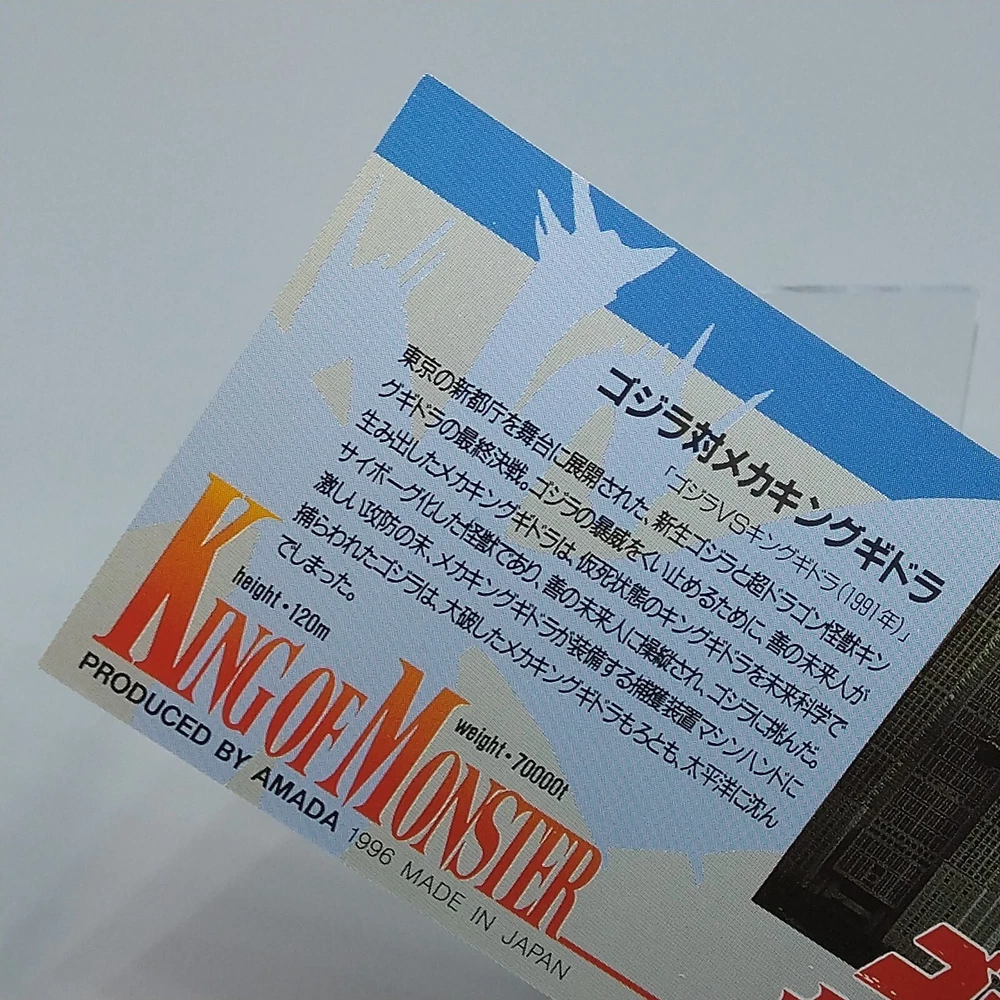 ゴジラ対メカキングギドラ
「ゴジラVSキングギドラ(1991年)」
東京の新都庁を舞台に展開された、新生ゴジラと超ドラゴン怪獣キン
グギドラの最終決戦。ゴジラの暴威をくい止めるために、善の未来人が
生み出したメカキングギドラは、仮死状態のキングギドラを未来科学で
サイボーグ化した怪獣であり、善の未来人に操縦され、ゴジラに挑んだ。
激しい攻防の末、メカキングギドラが装備する捕獲装置マシンハンドに
捕らわれたゴジラは、大破したメカキングギドラもろとも、太平洋に沈ん
でしまった。
height・120m
weight・70000t
KING OF MONSTER
PRODUCED BY AMADA 1996 MADE IN JAPAN